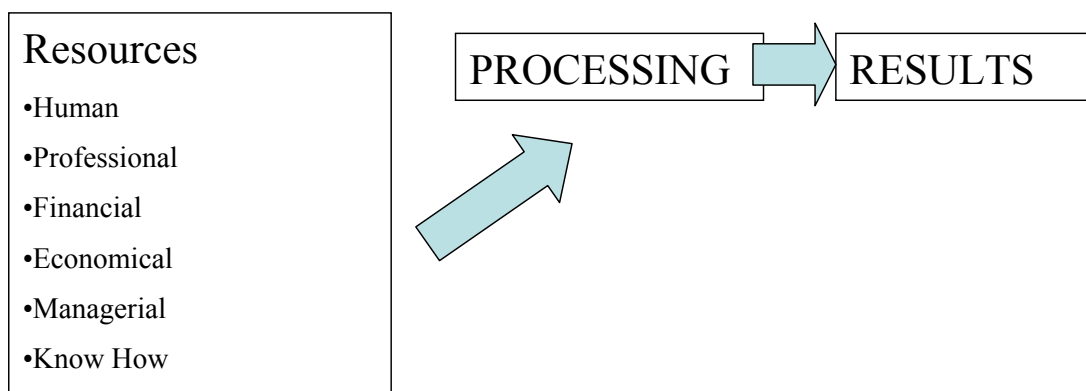 Resources
•Human
•Professional
•Financial
•Economical
•Managerial
•Know How
PROCESSING
RESULTS